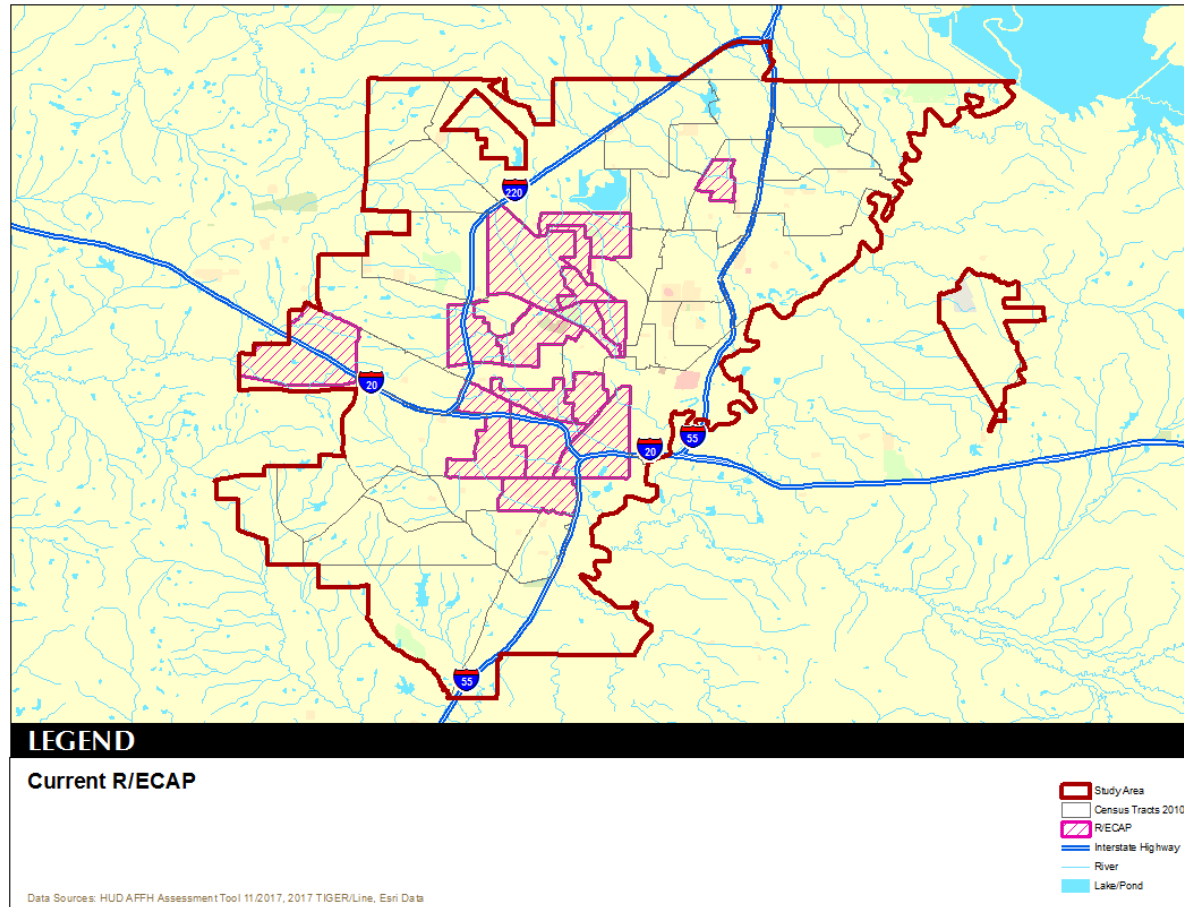 220
20
20
55
55
LEGEND
Current R/ECAP
Study Area
Census Tracts 2010
R/ECAP
Interstate Highway
River
Lake/Pond
Data Sources: HUD AFFH Assessment Tool 11/2017, 2017 TIGER/Line, Esri Data